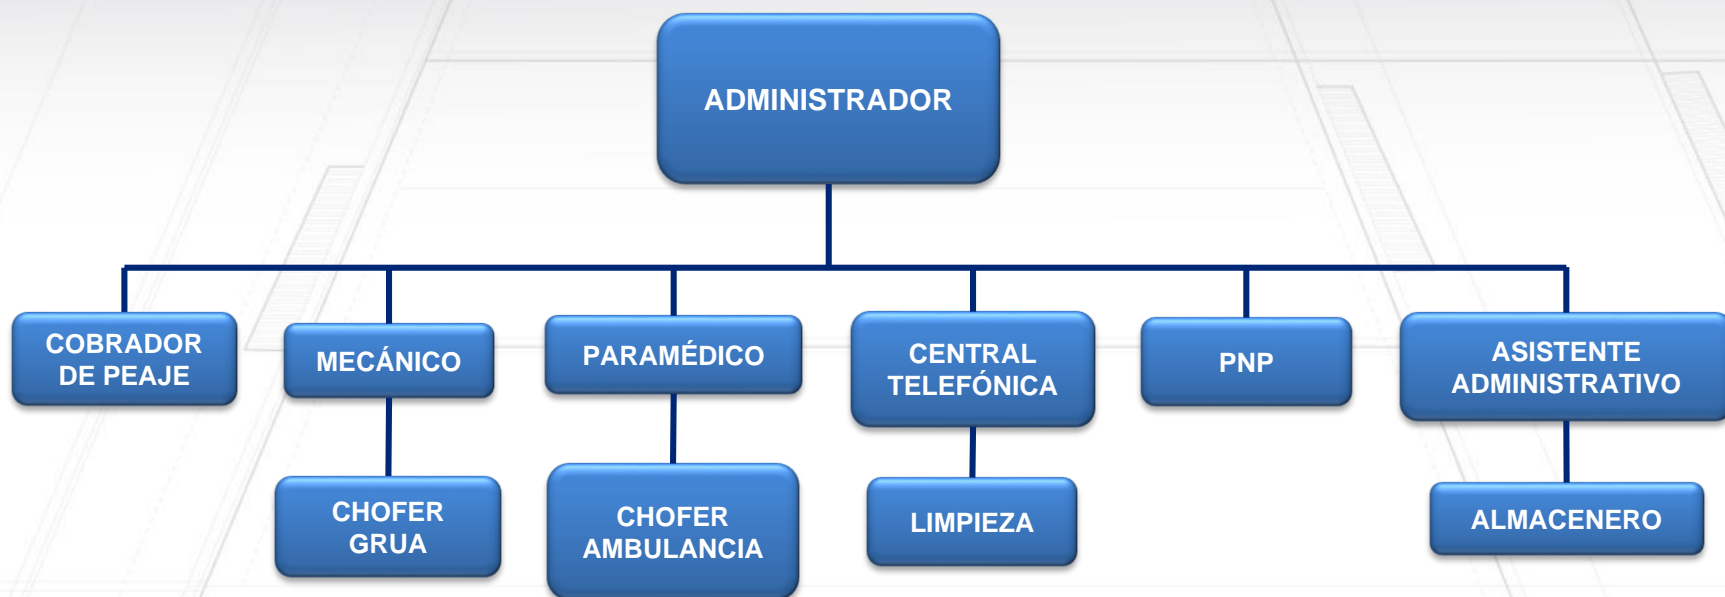 ADMINISTRADOR
COBRADOR
DE PEAJE
MECÁNICO
PARAMÉDICO
CENTRAL
TELEFÓNICA
PNP
ASISTENTE
ADMINISTRATIVO
CHOFER
GRUA
CHOFER
AMBULANCIA
LIMPIEZA
ALMACENERO